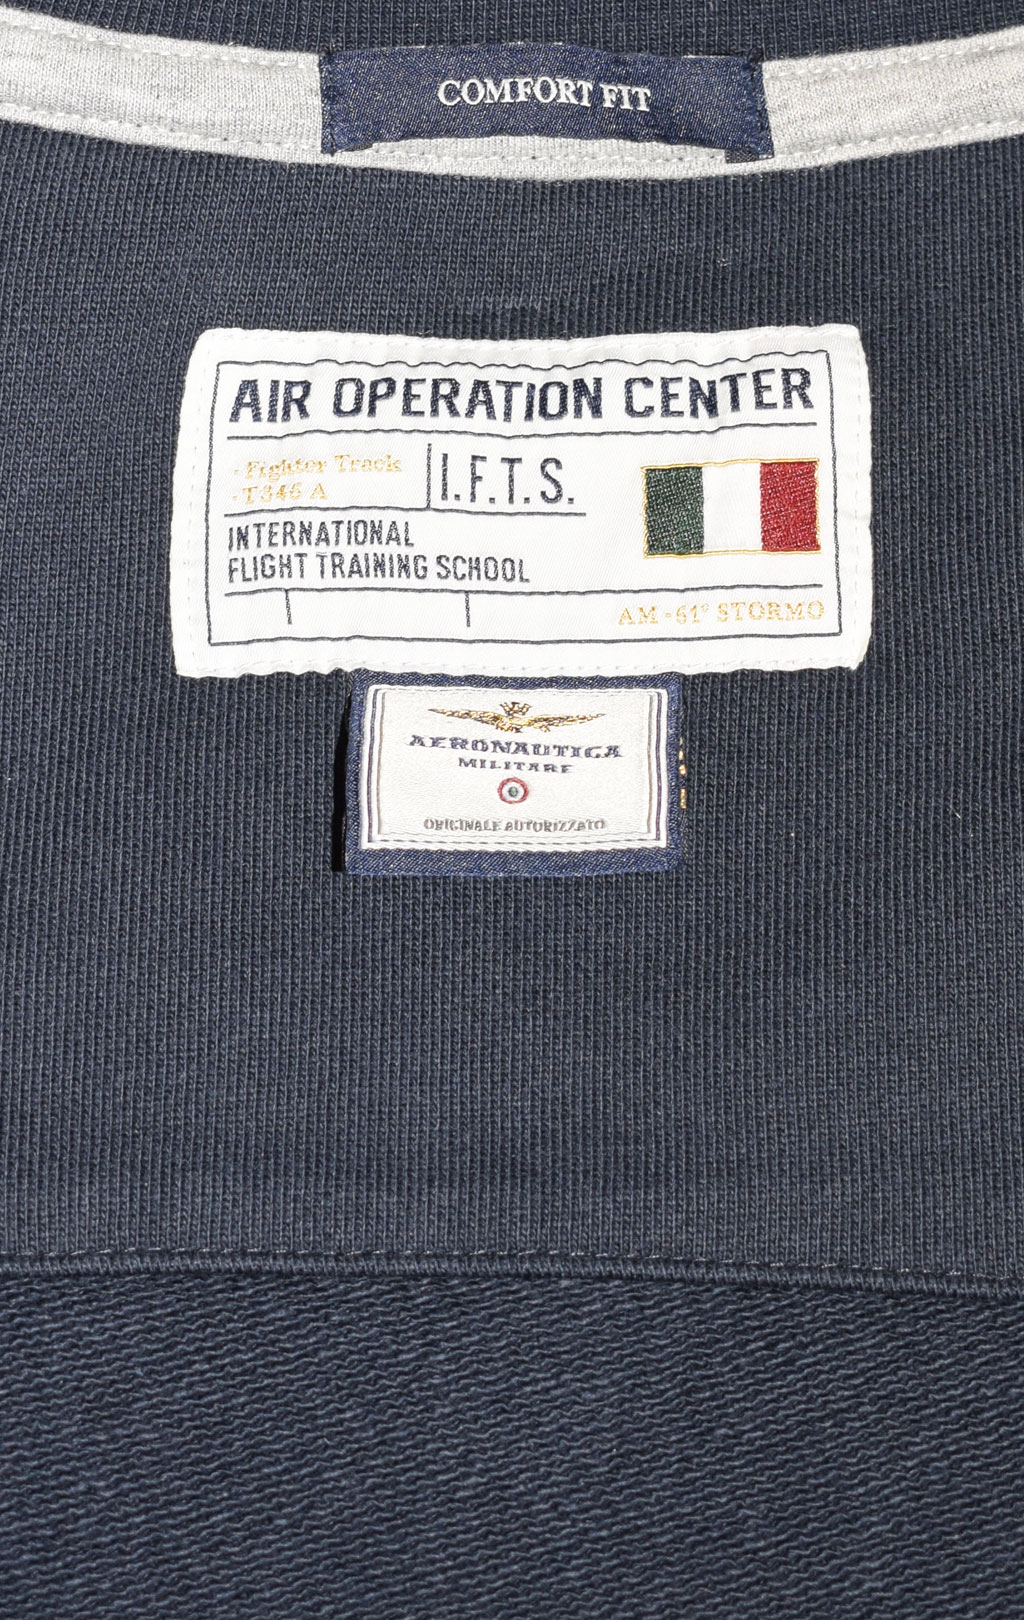 COMFORT FIT
AIR OPERATION CENTER
- Fighter Track
- T346 A
I.F.T.S.
INTERNATIONAL
FLIGHT TRAINING SCHOOL
AM - 61° STORMO
AERONAUTICA
MILITARE
ORIGINALE AUTORIZZATO